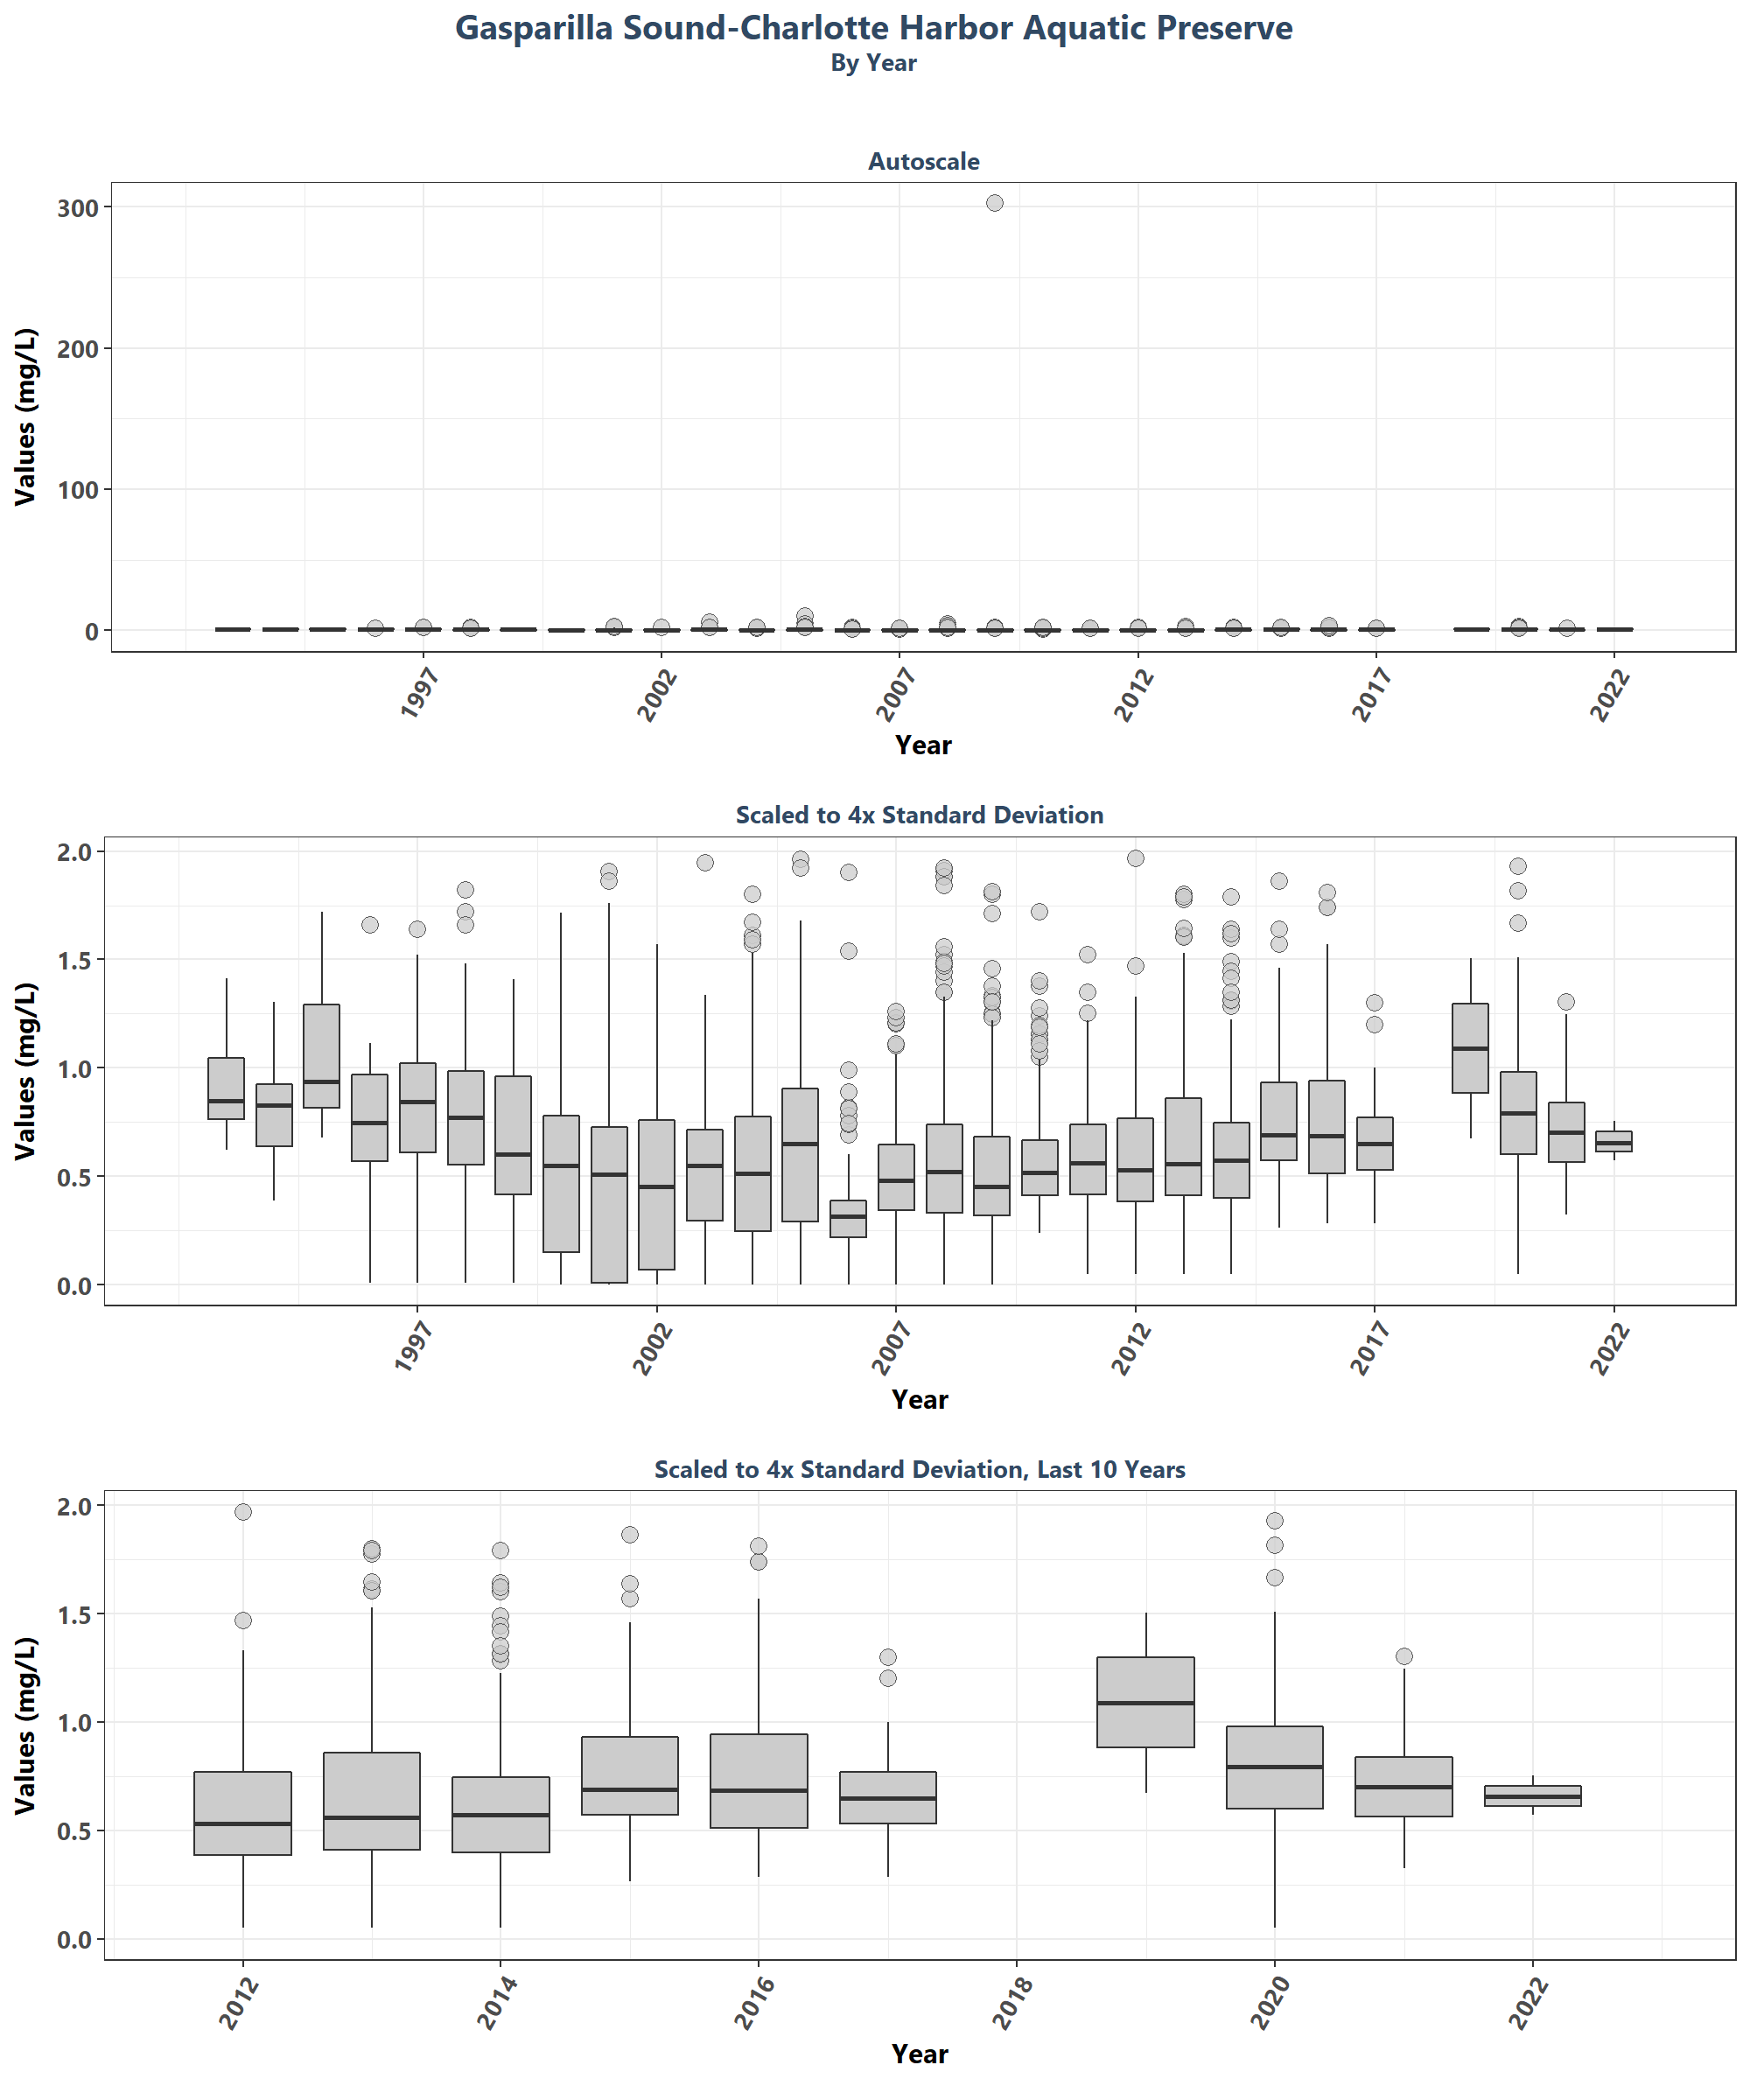 Gasparilla Sound-Charlotte Harbor Aquatic Preserve
By Year
Autoscale
300
200
100
0
Values (mg/L)
1997
2002
2007
2012
2017
2022
Year
Scaled to 4x Standard Deviation
2.0
1.5
1.0
0.5
0.0
Values (mg/L)
1997
2002
2007
2012
2017
2022
Year
Scaled to 4x Standard Deviation, Last 10 Years
2.0
1.5
1.0
0.5
0.0
Values (mg/L)
2012
2014
2016
2018
2020
2022
Year